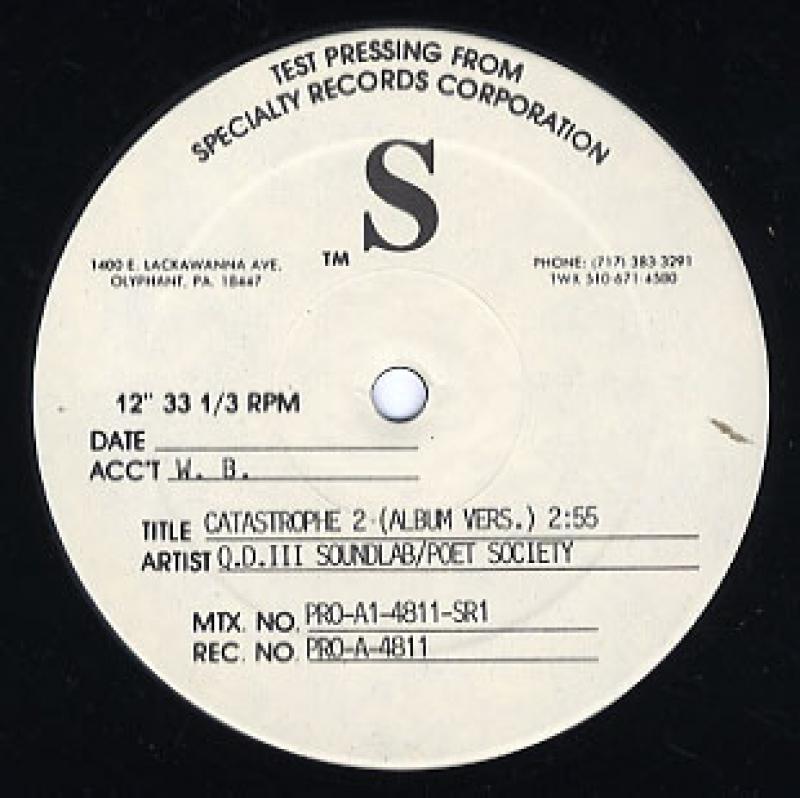 TEST PRESSING FROM
SPECIALTY RECORDS CORPORATION
S
TM
1400 E. LACKAWANNA AVE.
OLYPHANT, PA. 18447
PHONE: (717) 383 3291
TWX 510-671-4580
12" 33 1/3 RPM
DATE
ACC'T W. B.
TITLE CATASTROPHE 2 (ALBUM VERS.) 2:55
ARTIST Q.D.III SOUNDLAB/POET SOCIETY
MTX. NO. PRO-A1-4811-SR1
REC. NO. PRO-A-4811